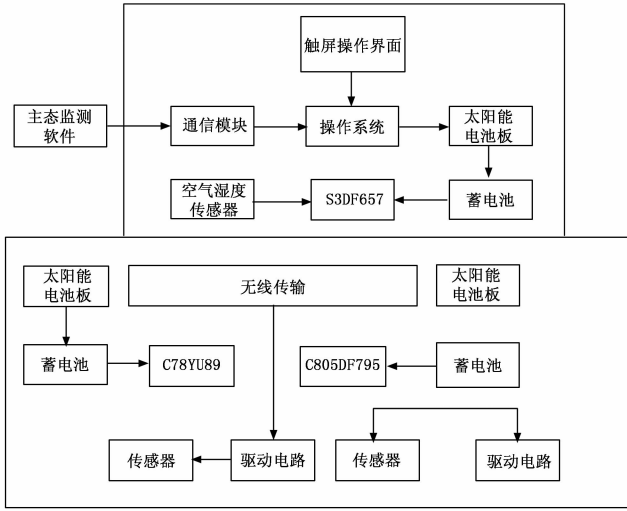 触屏操作界面
主态监测
软件
通信模块
操作系统
太阳能
电池板
空气湿度
传感器
S3DF657
蓄电池
太阳能
电池板
无线传输
太阳能
电池板
蓄电池
C78YU89
C805DF795
蓄电池
传感器
驱动电路
传感器
驱动电路